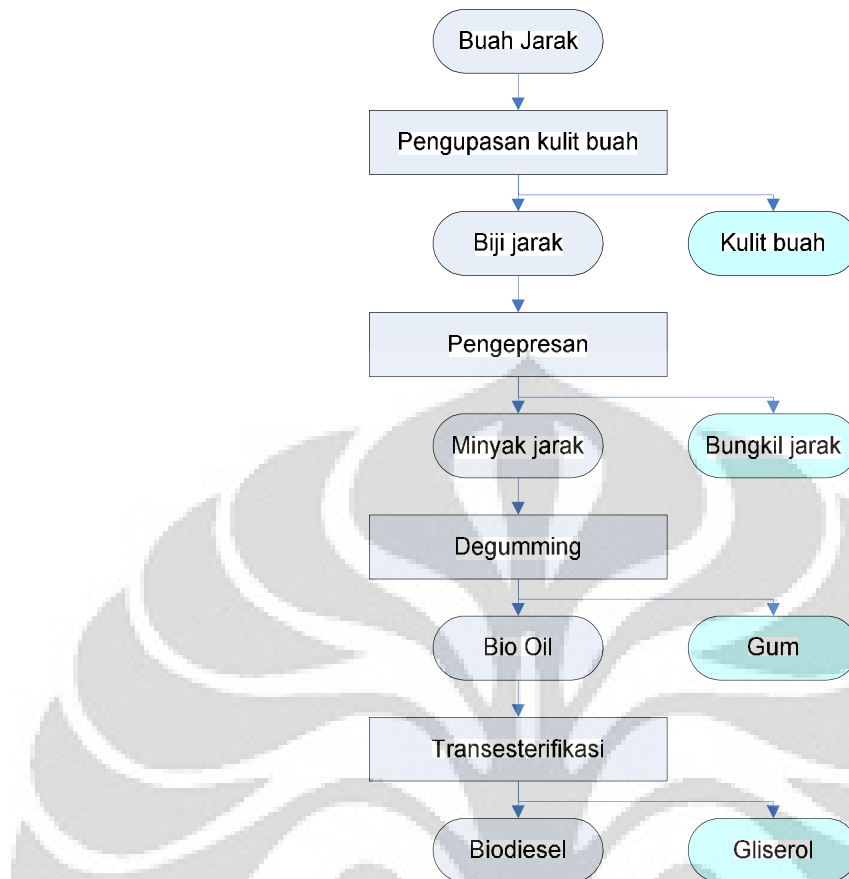 Buah Jarak
Pengupasan kulit buah
Biji jarak
Kulit buah
Pengepresan
Minyak jarak
Bungkil jarak
Degumming
Bio Oil
Gum
Transesterifikasi
Biodiesel
Gliserol